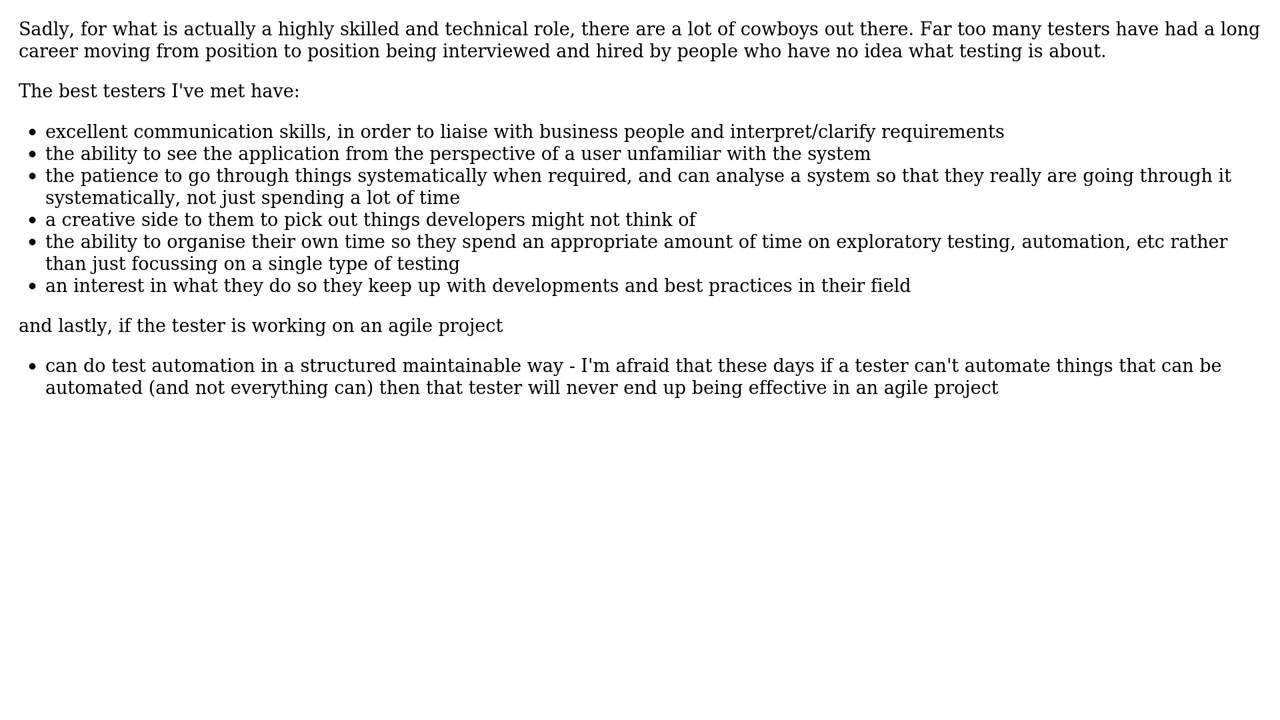 Sadly, for what is actually a highly skilled and technical role, there are a lot of cowboys out there. Far too many testers have had a long
career moving from position to position being interviewed and hired by people who have no idea what testing is about.
The best testers I've met have:
• excellent communication skills, in order to liaise with business people and interpret/clarify requirements
• the ability to see the application from the perspective of a user unfamiliar with the system
• the patience to go through things systematically when required, and can analyse a system so that they really are going through it
systematically, not just spending a lot of time
• a creative side to them to pick out things developers might not think of
• the ability to organise their own time so they spend an appropriate amount of time on exploratory testing, automation, etc rather
than just focussing on a single type of testing
• an interest in what they do so they keep up with developments and best practices in their field
and lastly, if the tester is working on an agile project
• can do test automation in a structured maintainable way - I'm afraid that these days if a tester can't automate things that can be
automated (and not everything can) then that tester will never end up being effective in an agile project